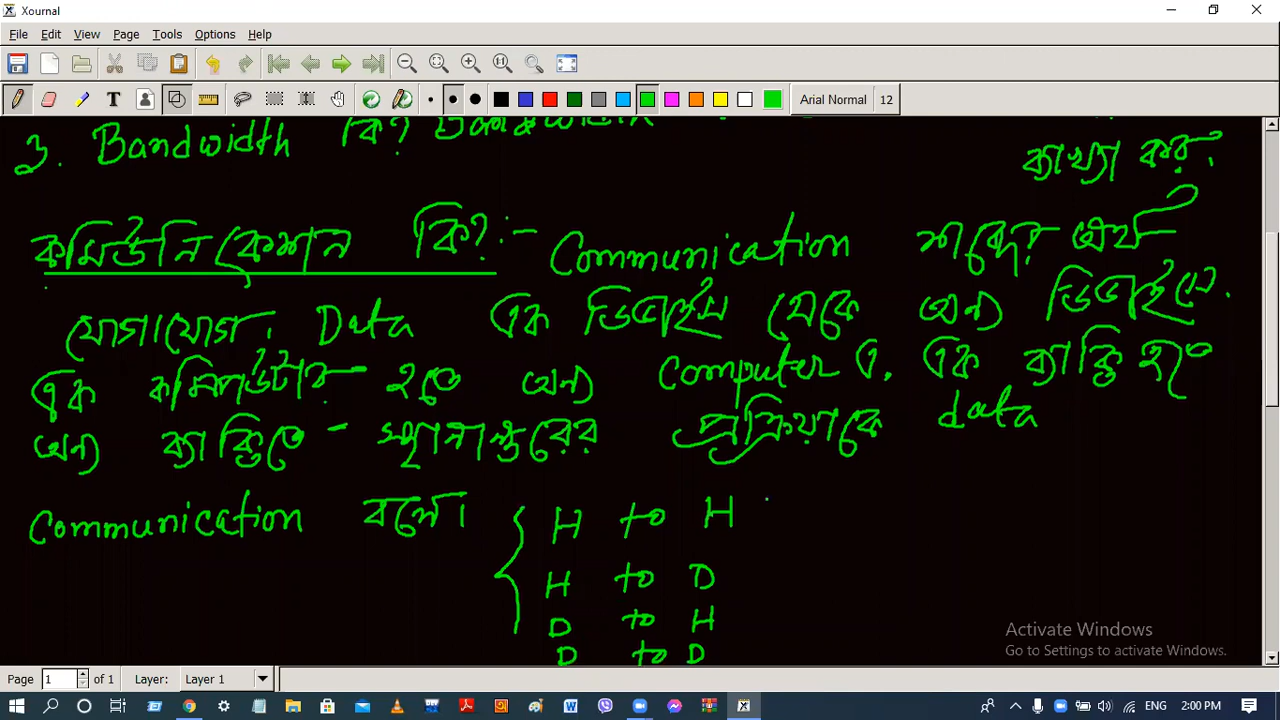 Xournal
File Edit View Page Tools Options Help
Arial Normal 12
3. Bandwidth কি? Bandwidth
ব্যাখ্যা কর.
কমিউনিকেশান কি?:- Communication শব্দের অর্থ
যোগাযোগ. Data এক ডিভাইস থেকে অন্য ডিভাইসে.
এক কম্পিউটার হতে অন্য Computer এ, এক ব্যক্তি হতে
অন্য ব্যক্তিতে - স্থানান্তরের প্রক্রিয়াকে data
Communication বলে।
H to H
H to D
D to H
D to D
Activate Windows
Go to Settings to activate Windows.
Page 1 of 1 Layer: Layer 1
ENG 2:00 PM